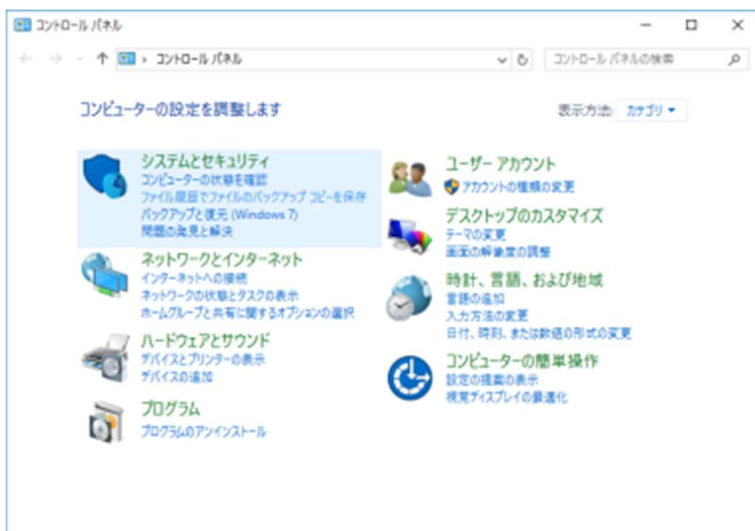 コントロール パネル
コントロール パネル
コントロール パネルの検索
コンピューターの設定を調整します
表示方法: カテゴリ
システムとセキュリティ
コンピューターの状態を確認
ファイル履歴でファイルのバックアップ コピーを保存
バックアップと復元 (Windows 7)
問題の発見と解決
ネットワークとインターネット
インターネットへの接続
ネットワークの状態とタスクの表示
ホームグループと共有に関するオプションの選択
ハードウェアとサウンド
デバイスとプリンターの表示
デバイスの追加
プログラム
プログラムのアンインストール
ユーザー アカウント
アカウントの種類の変更
デスクトップのカスタマイズ
テーマの変更
画面の解像度の調整
時計、言語、および地域
言語の追加
入力方法の変更
日付、時刻、または数値の形式の変更
コンピューターの簡単操作
設定の提案の表示
視覚ディスプレイの最適化